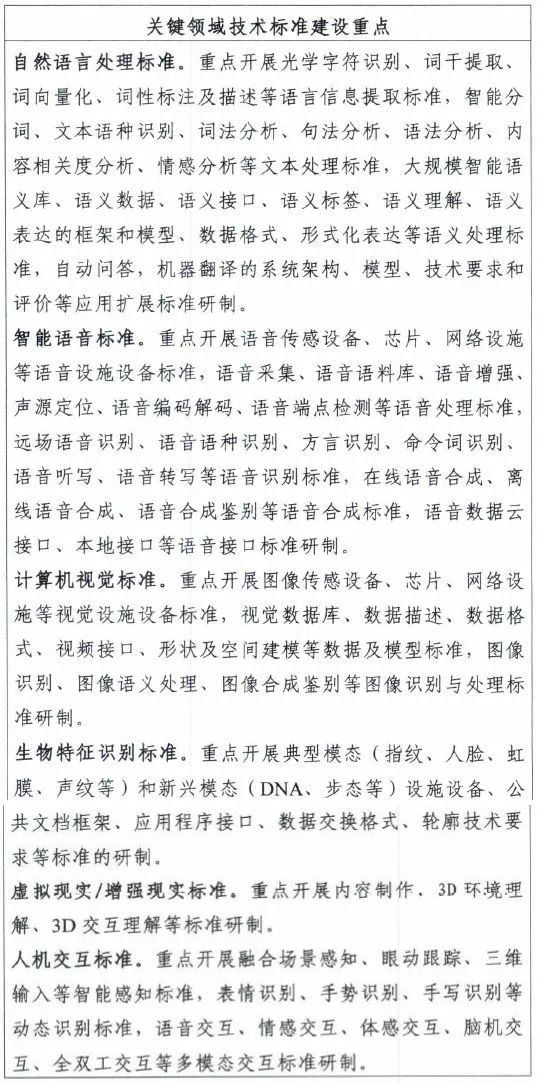 关键领域技术标准建设重点
自然语言处理标准。重点开展光学字符识别、词干提取、
词向量化、词性标注及描述等语言信息提取标准，智能分
词、文本语种识别、词法分析、句法分析、语法分析、内
容相关度分析、情感分析等文本处理标准，大规模智能语
义库、语义数据、语义接口、语义标签、语义理解、语义
表达的框架和模型、数据格式、形式化表达等语义处理标
准，自动问答，机器翻译的系统架构、模型、技术要求和
评价等应用扩展标准研制。
智能语音标准。重点开展语音传感设备、芯片、网络设施
等语音设施设备标准，语音采集、语音语料库、语音增强、
声源定位、语音编码解码、语音端点检测等语音处理标准，
远场语音识别、语音语种识别、方言识别、命令词识别、
语音听写、语音转写等语音识别标准，在线语音合成、离
线语音合成、语音合成鉴别等语音合成标准，语音数据云
接口、本地接口等语音接口标准研制。
计算机视觉标准。重点开展图像传感设备、芯片、网络设
施等视觉设施设备标准，视觉数据库、数据描述、数据格
式、视频接口、形状及空间建模等数据及模型标准，图像
识别、图像语义处理、图像合成鉴别等图像识别与处理标
准研制。
生物特征识别标准。重点开展典型模态（指纹、人脸、虹
膜、声纹等）和新兴模态（DNA、步态等）设施设备、公
共文档框架、应用程序接口、数据交换格式、轮廓技术要
求等标准的研制。
虚拟现实/增强现实标准。重点开展内容制作，3D 环境理
解、3D 交互理解等标准研制。
人机交互标准。重点开展融合场景感知、眼动跟踪、三维
输入等智能感知标准，表情识别、手势识别、手写识别等
动态识别标准，语音交互、情感交互、体感交互、脑机交
互、全双工交互等多模态交互标准研制。